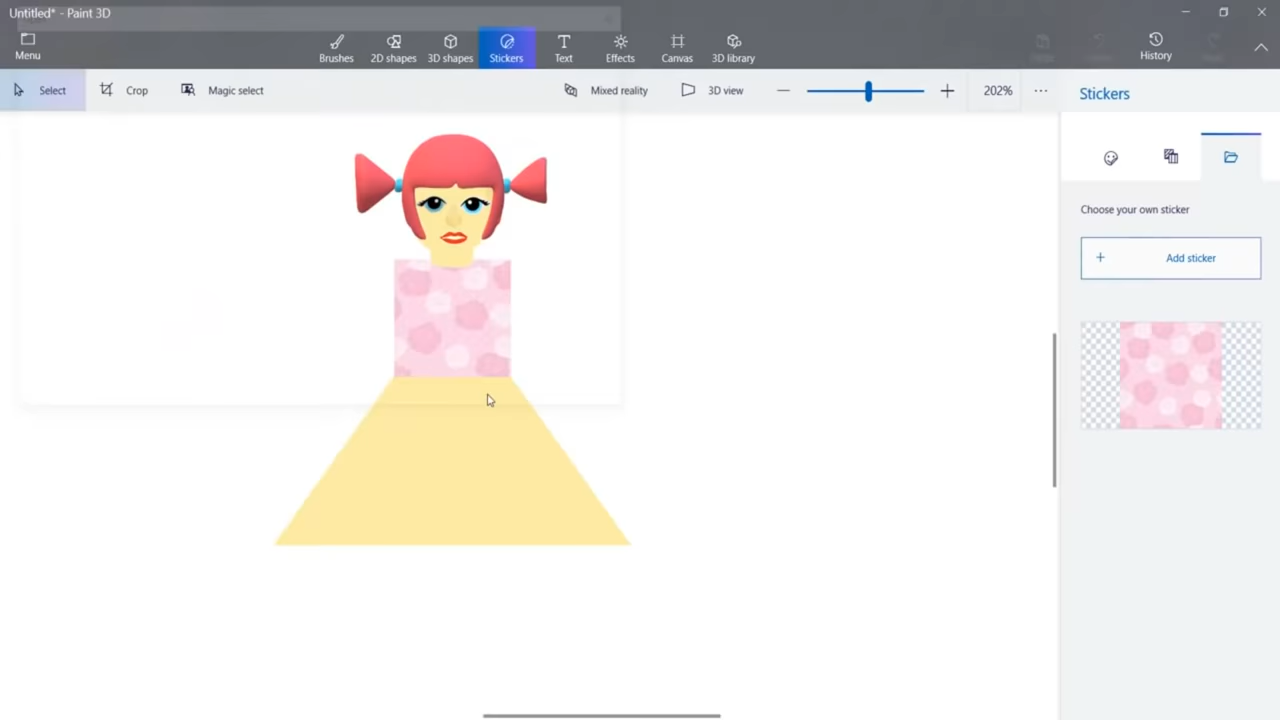 Untitled* - Paint 3D
Menu
Brushes
2D shapes
3D shapes
Stickers
Text
Effects
Canvas
3D library
History
Select
Crop
Magic select
Mixed reality
3D view
202%
Stickers
Choose your own sticker
Add sticker